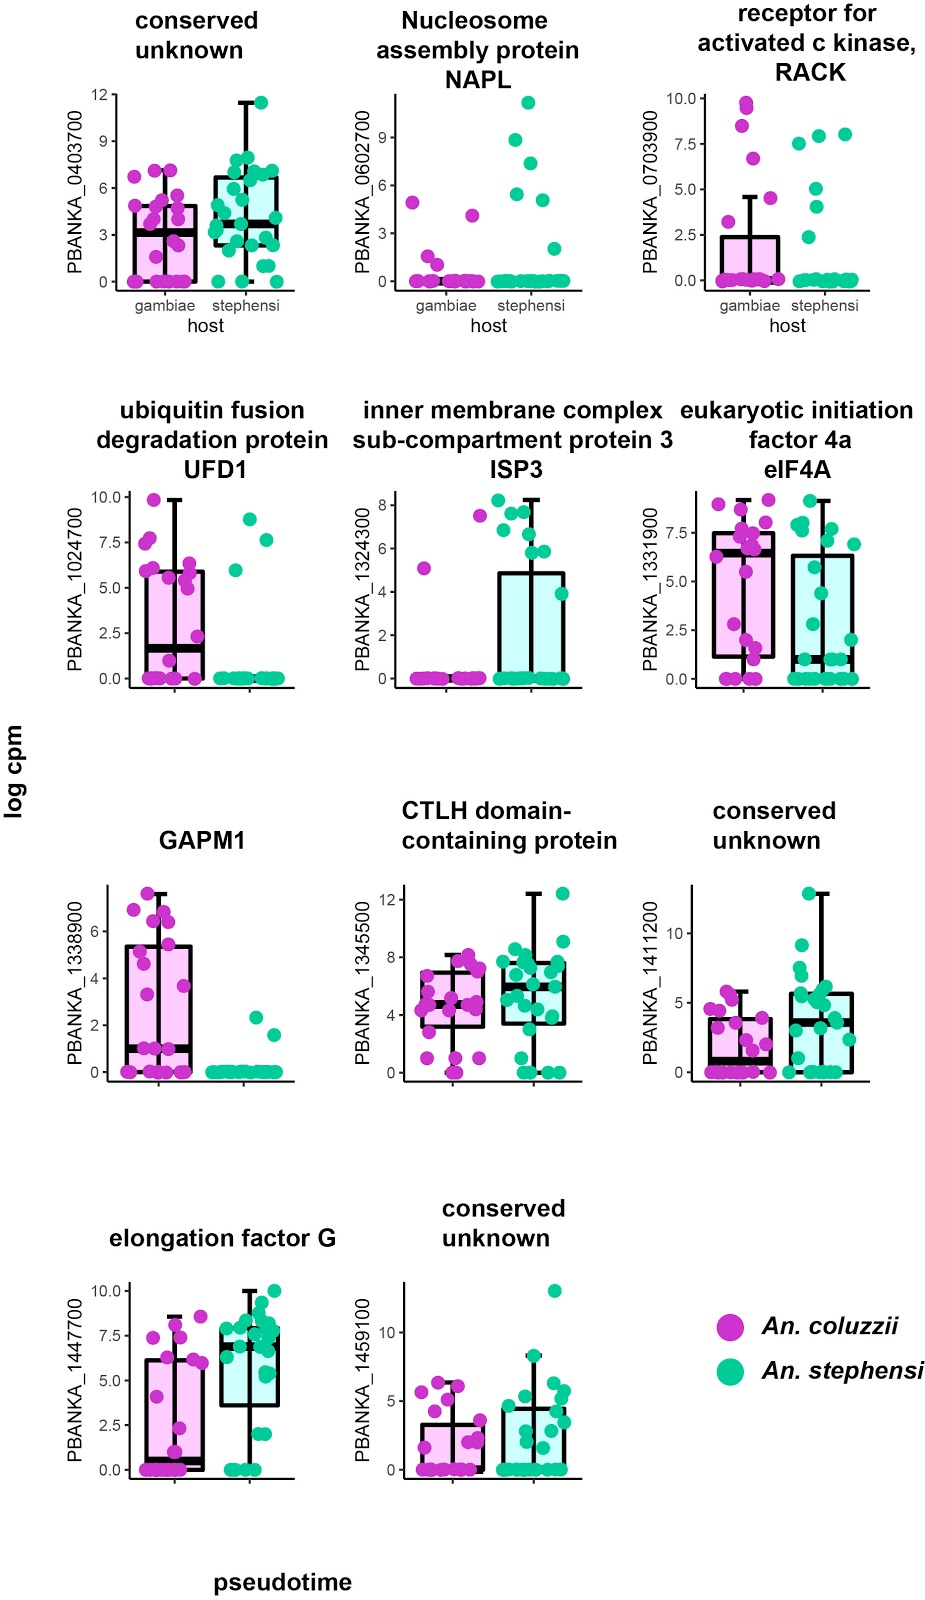 conserved
unknown
Nucleosome
assembly protein
NAPL
receptor for
activated c kinase,
RACK
PBANKA_0403700
12
9
6
3
0
gambiae
stephensi
host
PBANKA_0602700
9
6
3
0
gambiae
stephensi
host
PBANKA_0703900
10.0
7.5
5.0
2.5
0.0
gambiae
stephensi
host
ubiquitin fusion
degradation protein
UFD1
inner membrane complex
sub-compartment protein 3
ISP3
eukaryotic initiation
factor 4a
eIF4A
PBANKA_1024700
10.0
7.5
5.0
2.5
0.0
PBANKA_1324300
8
6
4
2
0
PBANKA_1331900
7.5
5.0
2.5
0.0
log cpm
GAPM1
CTLH domain-
containing protein
conserved
unknown
PBANKA_1338900
6
4
2
0
PBANKA_1345500
12
8
4
0
PBANKA_1411200
10
5
0
elongation factor G
conserved
unknown
PBANKA_1447700
10.0
7.5
5.0
2.5
0.0
PBANKA_1459100
10
5
0
An. coluzzii
An. stephensi
pseudotime